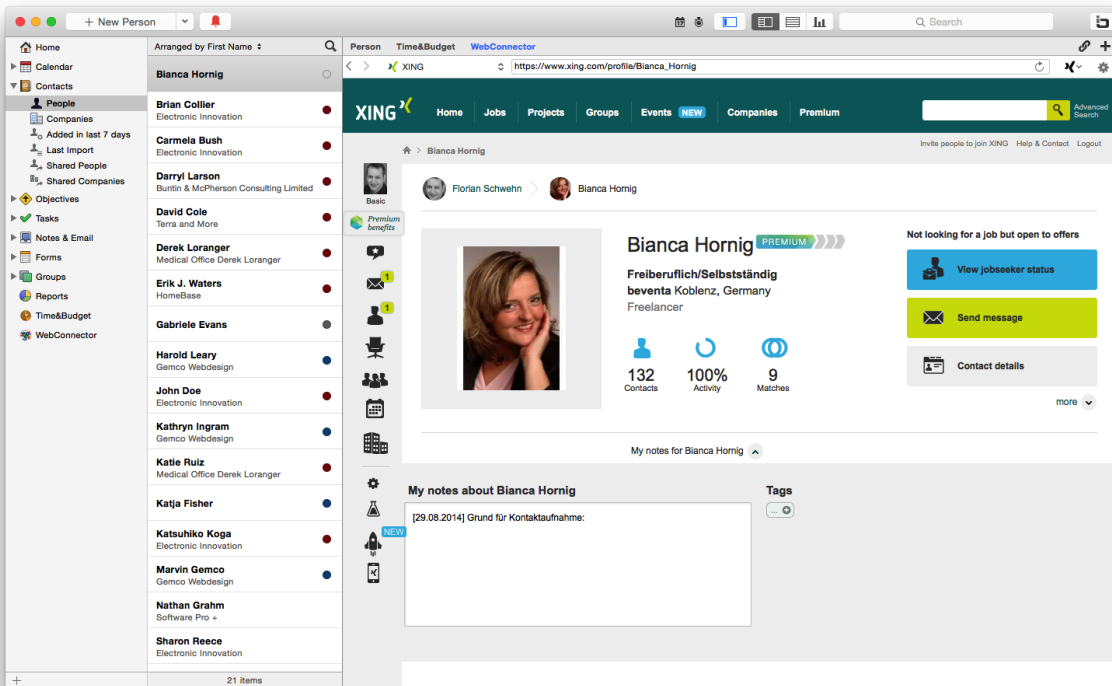 + New Person
Search
Home
Calendar
Contacts
People
Companies
Added in last 7 days
Last Import
Shared People
Shared Companies
Objectives
Tasks
Notes & Email
Forms
Groups
Reports
Time&Budget
WebConnector
Arranged by First Name
Bianca Hornig
Brian Collier
Electronic Innovation
Carmela Bush
Electronic Innovation
Darryl Larson
Buntin & McPherson Consulting Limited
David Cole
Terra and More
Derek Loranger
Medical Office Derek Loranger
Erik J. Waters
HomeBase
Gabriele Evans
Harold Leary
Gemco Webdesign
John Doe
Electronic Innovation
Kathryn Ingram
Gemco Webdesign
Katie Ruiz
Medical Office Derek Loranger
Katja Fisher
Katsuhiko Koga
Electronic Innovation
Marvin Gemco
Gemco Webdesign
Nathan Grahm
Software Pro +
Sharon Reece
Electronic Innovation
21 items
Person Time&Budget WebConnector
XING https://www.xing.com/profile/Bianca_Hornig
XING Home Jobs Projects Groups Events NEW Companies Premium
Advanced
Search
Invite people to join XING Help & Contact Logout
> Bianca Hornig
Basic
Premium
benefits
1
1
NEW
Florian Schwehn Bianca Hornig
Bianca Hornig PREMIUM
Freiberuflich/Selbstständig
beventa Koblenz, Germany
Freelancer
132 100% 9
Contacts Activity Matches
Not looking for a job but open to offers
View jobseeker status
Send message
Contact details
more
My notes for Bianca Hornig
My notes about Bianca Hornig
[29.08.2014] Grund für Kontaktaufnahme:
Tags
...